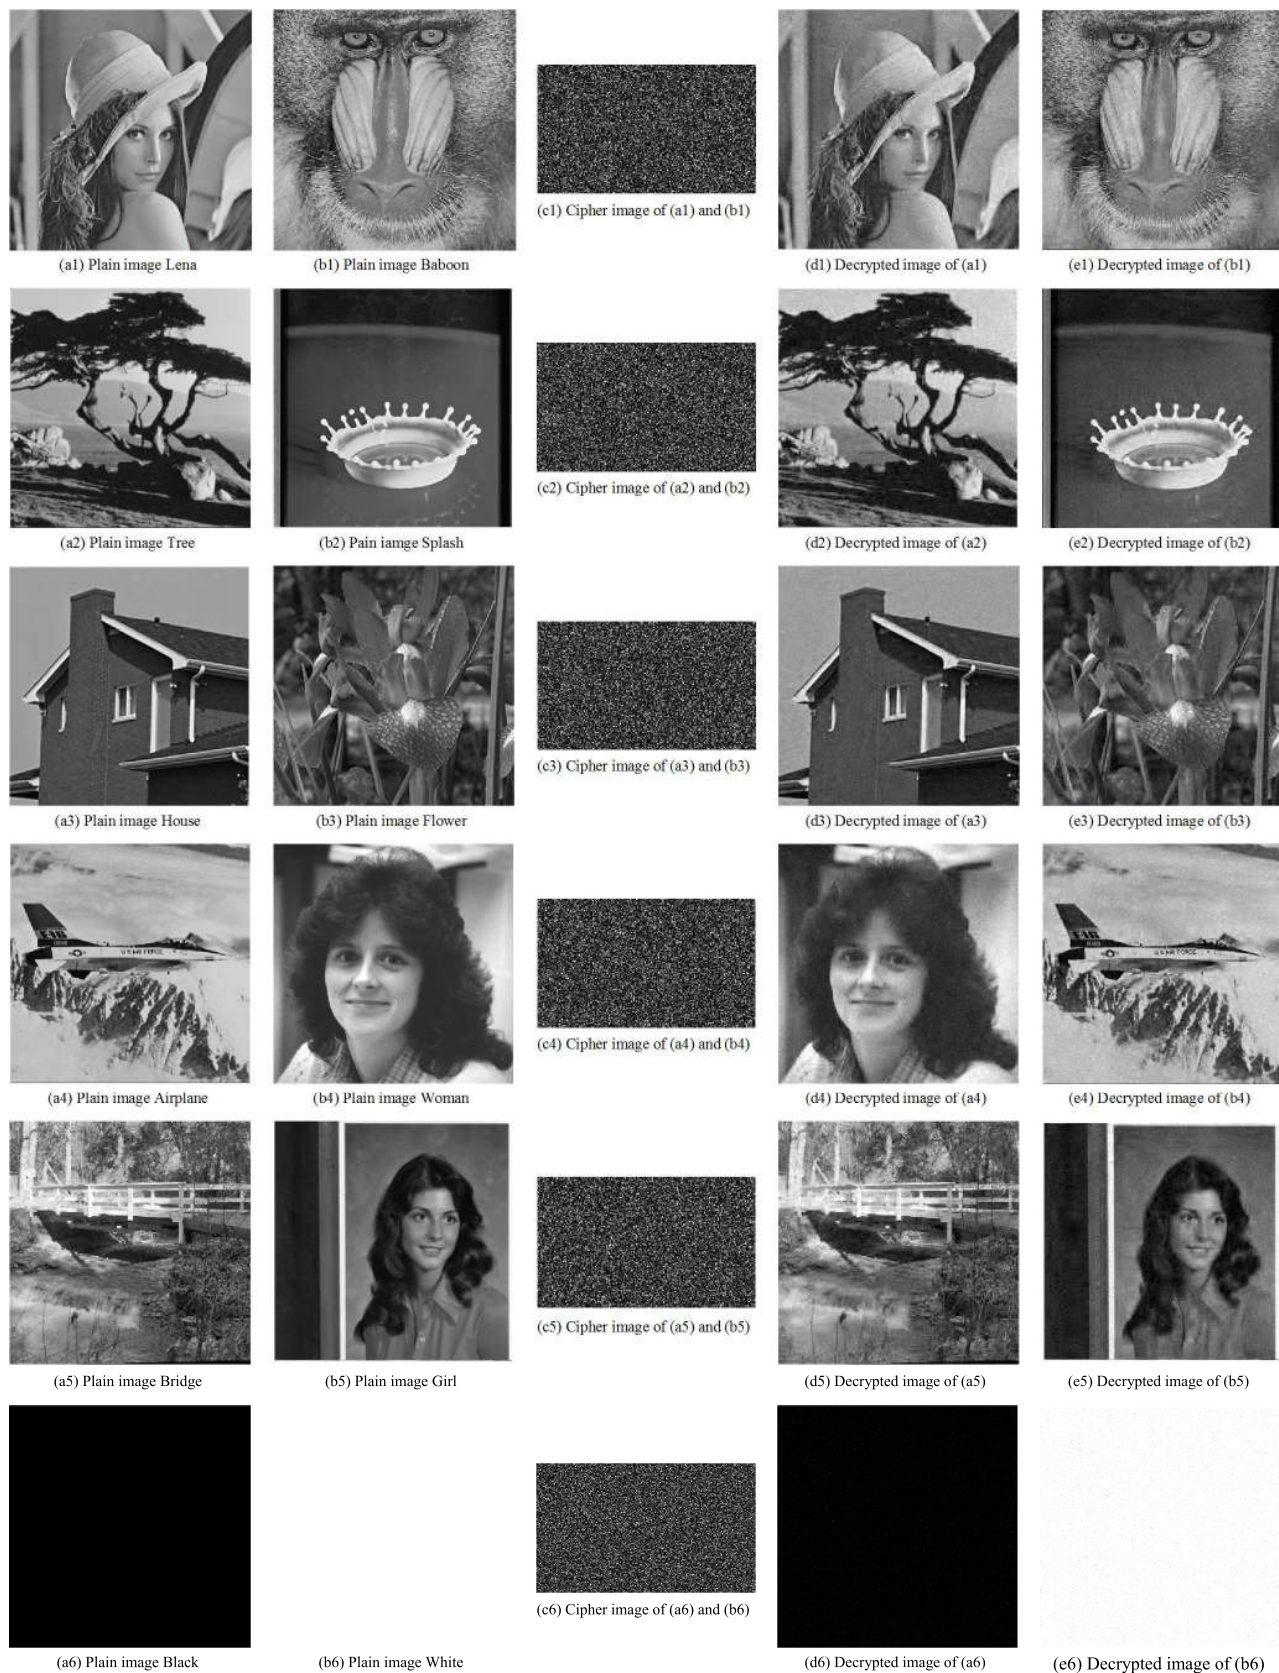 (c1) Cipher image of (a1) and (b1)
(a1) Plain image Lena
(b1) Plain image Baboon
(d1) Decrypted image of (a1)
(e1) Decrypted image of (b1)
(c2) Cipher image of (a2) and (b2)
(a2) Plain image Tree
(b2) Pain iamge Splash
(d2) Decrypted image of (a2)
(e2) Decrypted image of (b2)
(c3) Cipher image of (a3) and (b3)
(a3) Plain image House
(b3) Plain image Flower
(d3) Decrypted image of (a3)
(e3) Decrypted image of (b3)
F-16
U.S. AIR FORCE
U.S. AIR FORCE
(c4) Cipher image of (a4) and (b4)
(a4) Plain image Airplane
(b4) Plain image Woman
(d4) Decrypted image of (a4)
(e4) Decrypted image of (b4)
(c5) Cipher image of (a5) and (b5)
(a5) Plain image Bridge
(b5) Plain image Girl
(d5) Decrypted image of (a5)
(e5) Decrypted image of (b5)
(c6) Cipher image of (a6) and (b6)
(a6) Plain image Black
(b6) Plain image White
(d6) Decrypted image of (a6)
(e6) Decrypted image of (b6)